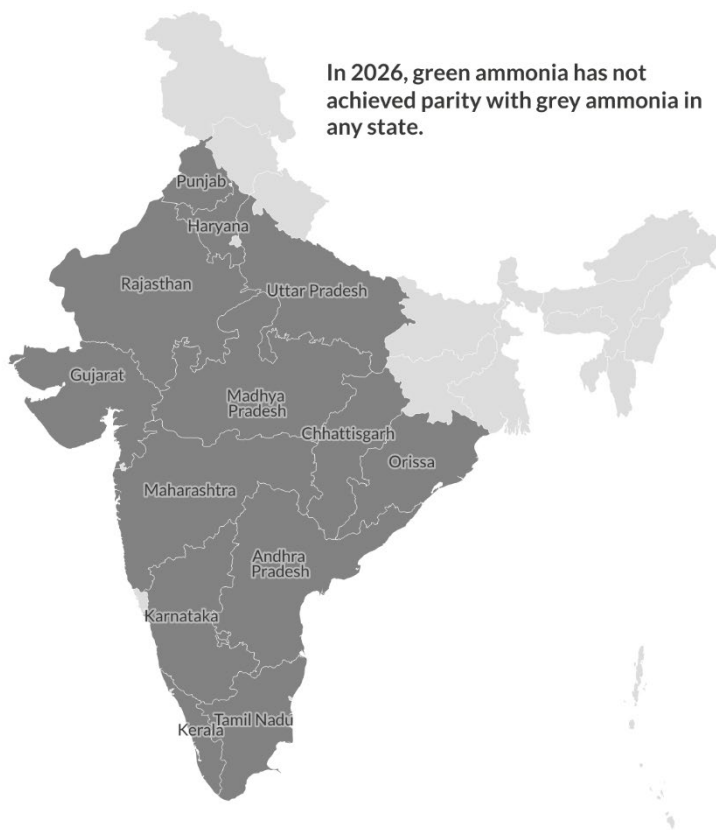 In 2026, green ammonia has not
achieved parity with grey ammonia in
any state.
Punjab
Haryana
Rajasthan
Uttar Pradesh
Gujarat
Madhya
Pradesh
Chhattisgarh
Orissa
Maharashtra
Andhra
Pradesh
Karnataka
Tamil Nadu
Kerala